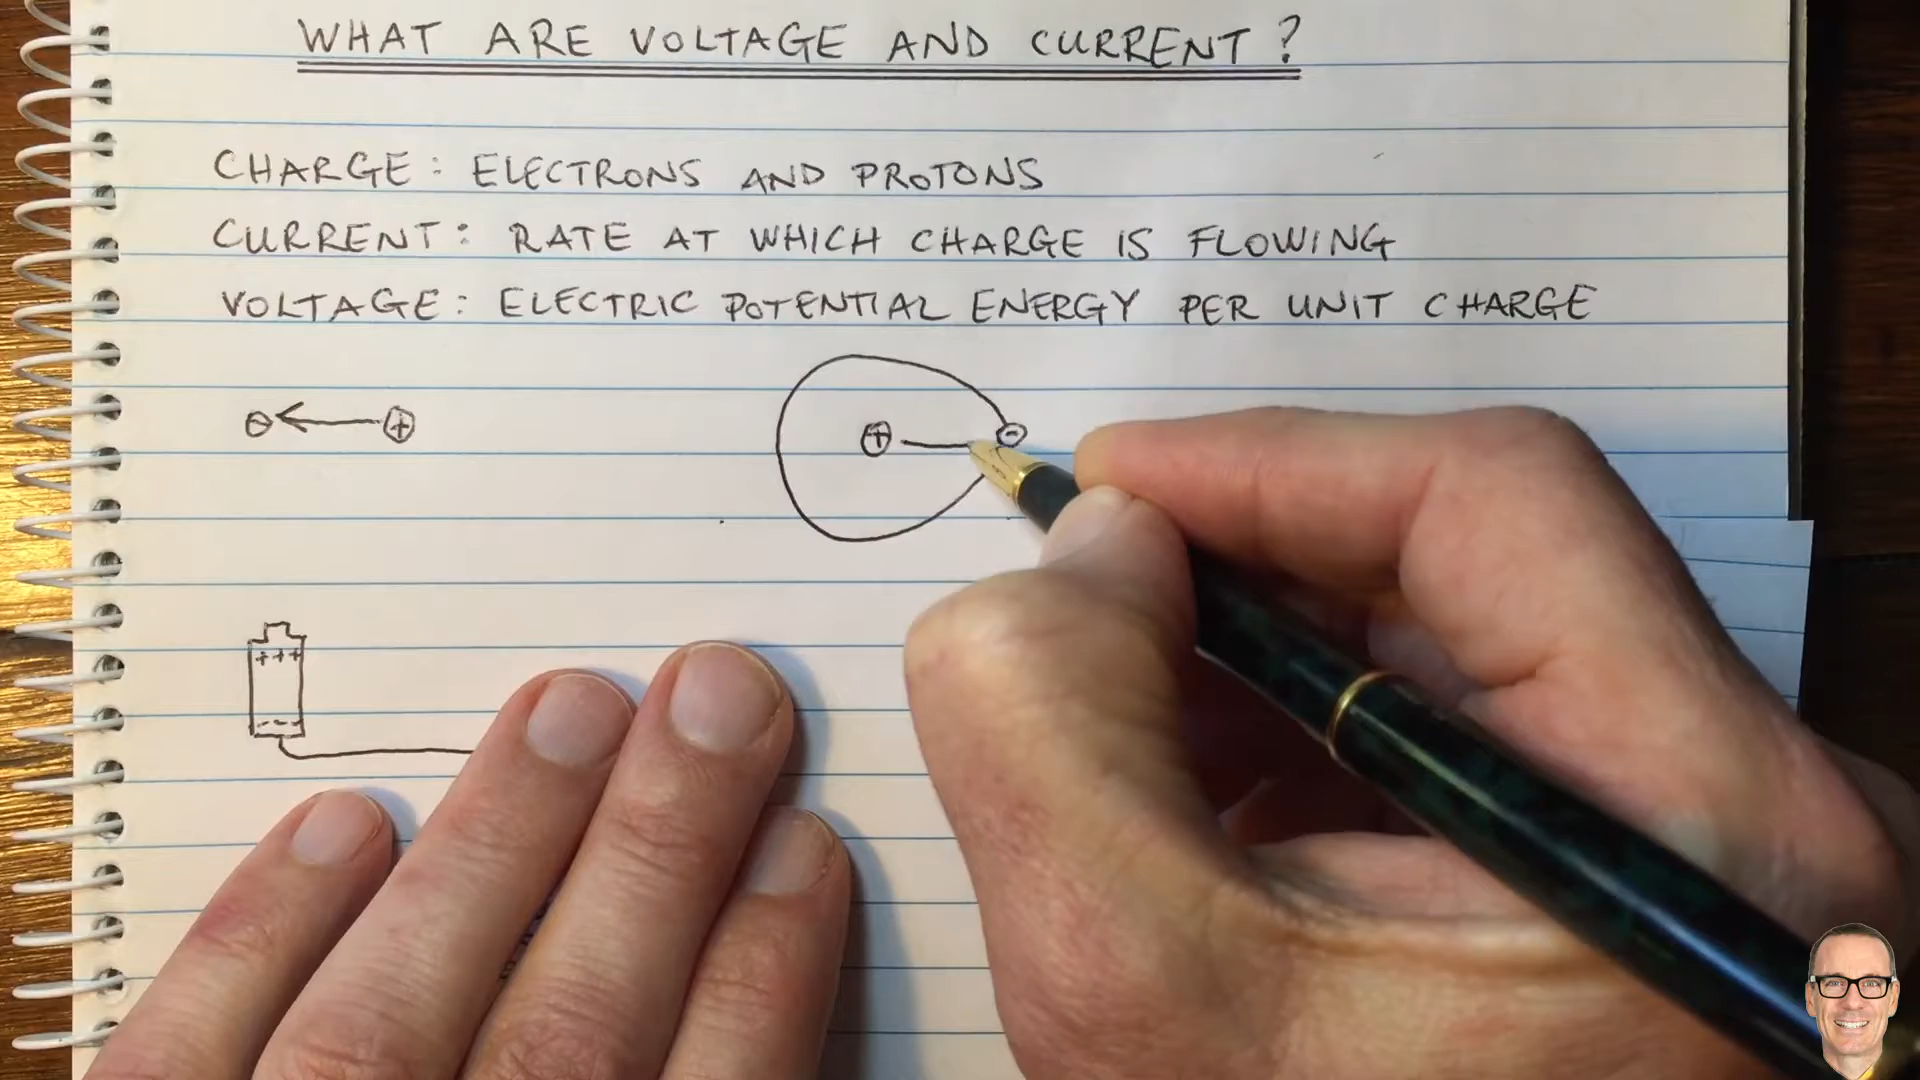 WHAT ARE VOLTAGE AND CURRENT?
CHARGE: ELECTRONS AND PROTONS
CURRENT: RATE AT WHICH CHARGE IS FLOWING
VOLTAGE: ELECTRIC POTENTIAL ENERGY PER UNIT CHARGE
⊖ ← ⊕
⊕ -
+++
---